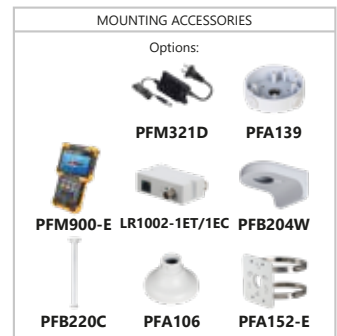 MOUNTING ACCESSORIES
Options:
PFM321D PFA139
PFM900-E LR1002-1ET/1EC PFB204W
PFB220C PFA106 PFA152-E